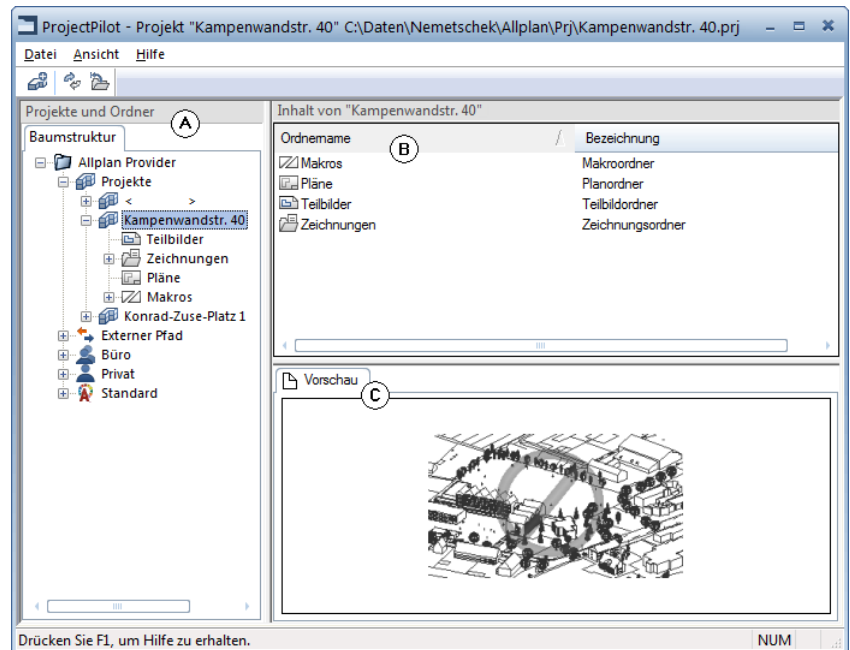 ProjectPilot - Projekt "Kampenwandstr. 40" C:\Daten\Nemetschek\Allplan\Prj\Kampenwandstr. 40.prj
Datei Ansicht Hilfe
Projekte und Ordner
A
Baumstruktur
Allplan Provider
Projekte
< >
Kampenwandstr. 40
Teilbilder
Zeichnungen
Pläne
Makros
Konrad-Zuse-Platz 1
Externer Pfad
Büro
Privat
Standard
Inhalt von "Kampenwandstr. 40"
Ordnername / Bezeichnung
B
Makros Makroordner
Pläne Planordner
Teilbilder Teilbildordner
Zeichnungen Zeichnungsordner
Vorschau
C
Drücken Sie F1, um Hilfe zu erhalten. NUM